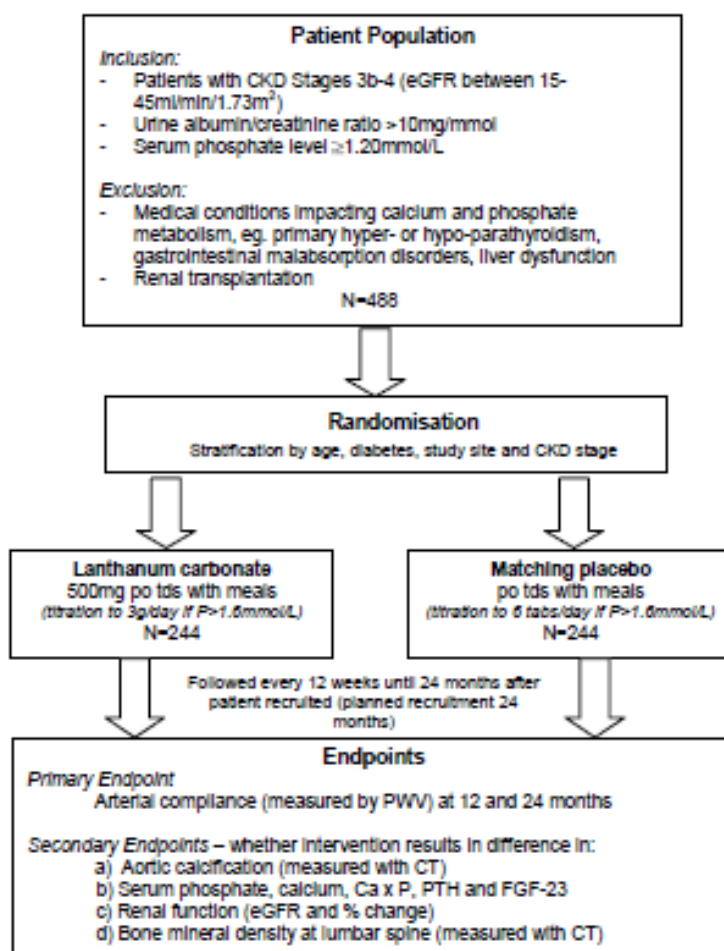 Patient Population
Inclusion:
- Patients with CKD Stages 3b-4 (eGFR between 15-
45ml/min/1.73m²)
- Urine albumin/creatinine ratio >10mg/mmol
- Serum phosphate level ≥1.20mmol/L
Exclusion:
- Medical conditions impacting calcium and phosphate
metabolism, eg. primary hyper- or hypo-parathyroidism,
gastrointestinal malabsorption disorders, liver dysfunction
- Renal transplantation
N=488
Randomisation
Stratification by age, diabetes, study site and CKD stage
Lanthanum carbonate
500mg po tds with meals
(titration to 3g/day if P>1.6mmol/L)
N=244
Matching placebo
po tds with meals
(titration to 6 tabs/day if P>1.6mmol/L)
N=244
Followed every 12 weeks until 24 months after
patient recruited (planned recruitment 24
months)
Endpoints
Primary Endpoint
Arterial compliance (measured by PWV) at 12 and 24 months
Secondary Endpoints – whether intervention results in difference in:
a) Aortic calcification (measured with CT)
b) Serum phosphate, calcium, Ca x P, PTH and FGF-23
c) Renal function (eGFR and % change)
d) Bone mineral density at lumbar spine (measured with CT)